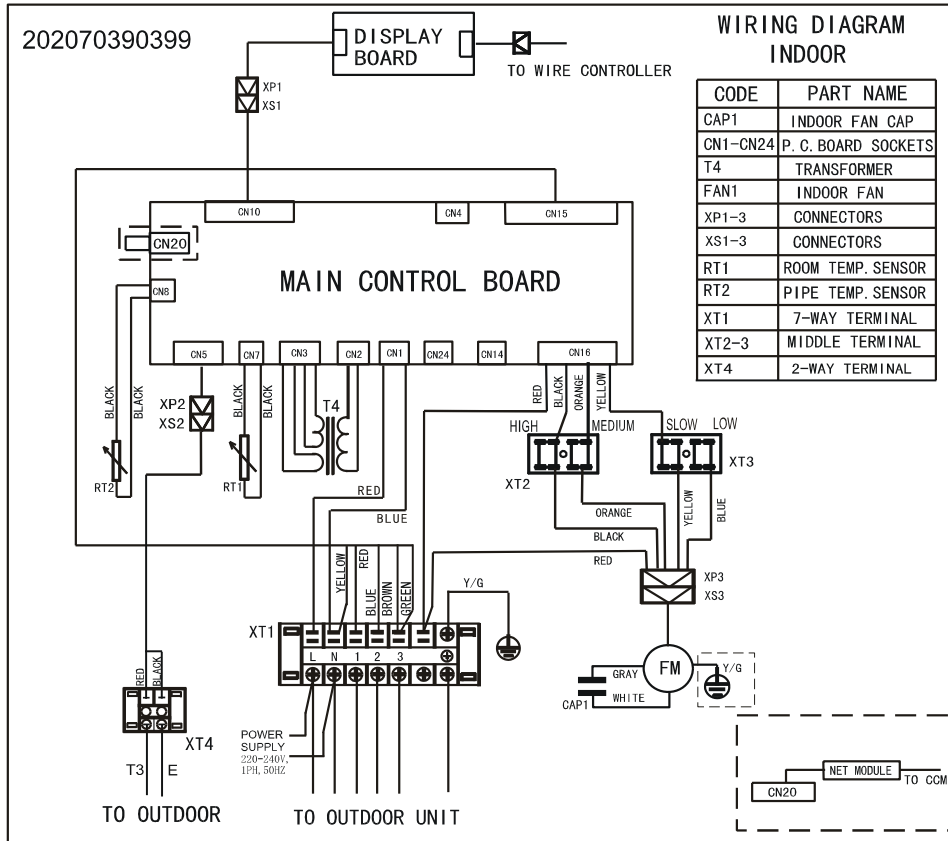 202070390399
DISPLAY
BOARD
TO WIRE CONTROLLER
XP1
XS1
WIRING DIAGRAM
INDOOR
CODE PART NAME
CAP1 INDOOR FAN CAP
CN1-CN24 P.C.BOARD SOCKETS
T4 TRANSFORMER
FAN1 INDOOR FAN
XP1-3 CONNECTORS
XS1-3 CONNECTORS
RT1 ROOM TEMP.SENSOR
RT2 PIPE TEMP.SENSOR
XT1 7-WAY TERMINAL
XT2-3 MIDDLE TERMINAL
XT4 2-WAY TERMINAL
CN10 CN4 CN15
CN20
CN8
MAIN CONTROL BOARD
CN5 CN7 CN3 CN2 CN1 CN24 CN14 CN16
BLACK BLACK
XP2
XS2
BLACK BLACK
T4
RED BLACK ORANGE YELLOW
HIGH MEDIUM SLOW LOW
XT2 XT3
RT2 RT1
RED
BLUE
ORANGE
BLACK
RED
YELLOW BLUE
YELLOW RED BLUE BROWN GREEN
Y/G
XP3
XS3
XT1
L N 1 2 3
FM
GRAY
WHITE
CAP1
Y/G
RED BLACK
XT4
T3 E
TO OUTDOOR
POWER
SUPPLY
220-240V,
1PH,50HZ
TO OUTDOOR UNIT
NET MODULE
CN20
TO CCM